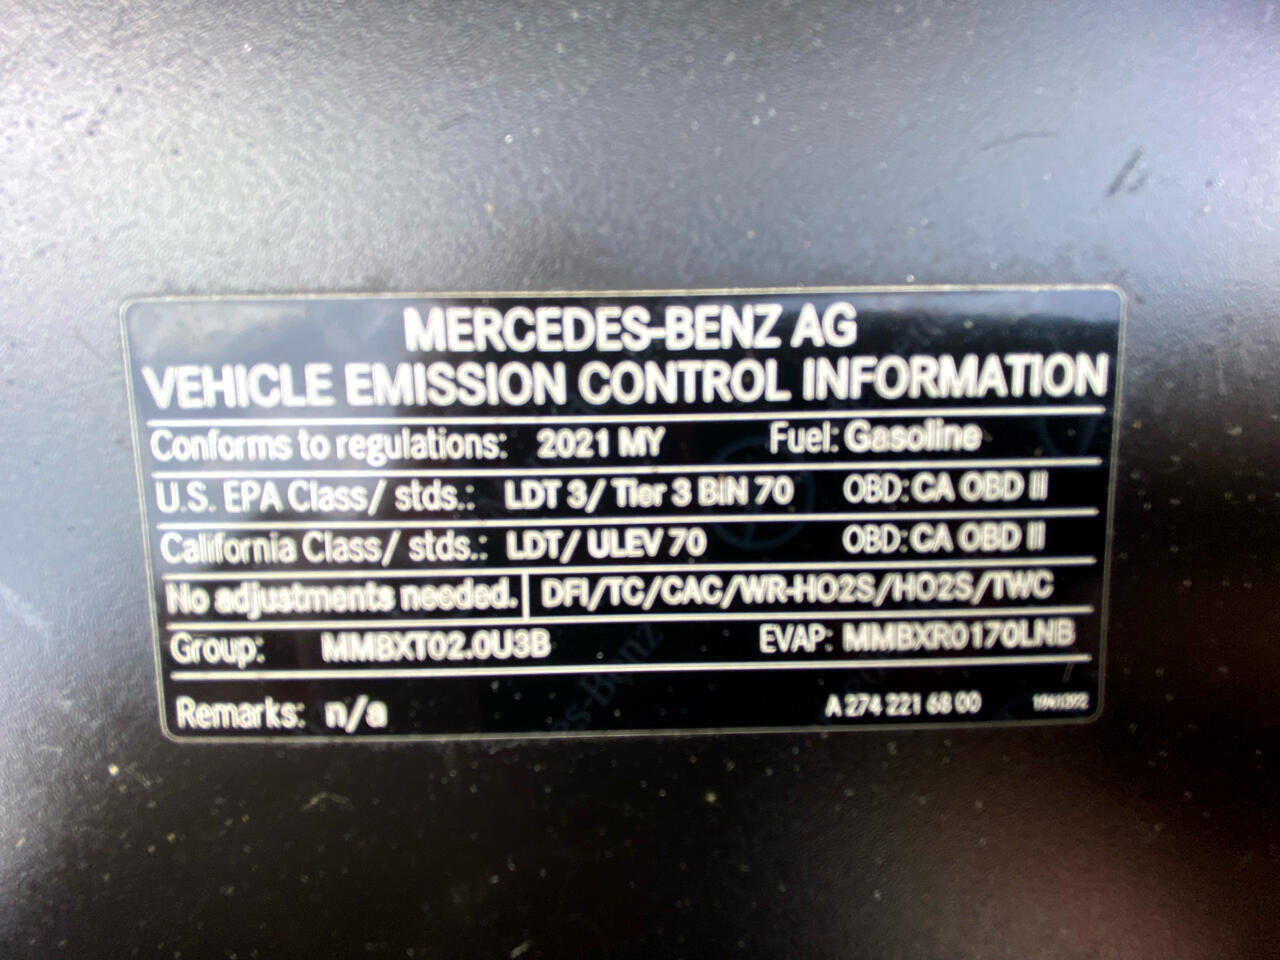 MERCEDES-BENZ AG
VEHICLE EMISSION CONTROL INFORMATION
Conforms to regulations: 2021 MY Fuel: Gasoline
U.S. EPA Class/ stds.: LDT 3/ Tier 3 BIN 70 OBD: CA OBD II
California Class/ stds.: LDT/ ULEV 70 OBD: CA OBD II
No adjustments needed. DFI/TC/CAC/WR-HO2S/HO2S/TWC
Group: MMBXT02.0U3B EVAP: MMBXR0170LNB
Remarks: n/a A 274 221 68 00